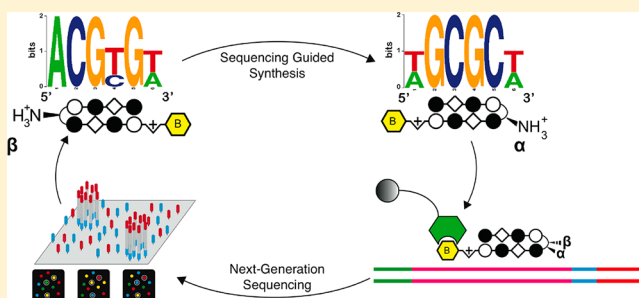 2
bits
1
0
ACGTGT
C A
5' 3'
H3N+
B
β
Sequencing Guided
Synthesis
2
bits
1
0
TGCGCT
A A
5' 3'
B
NH3+
α
B
β
α
Next-Generation
Sequencing